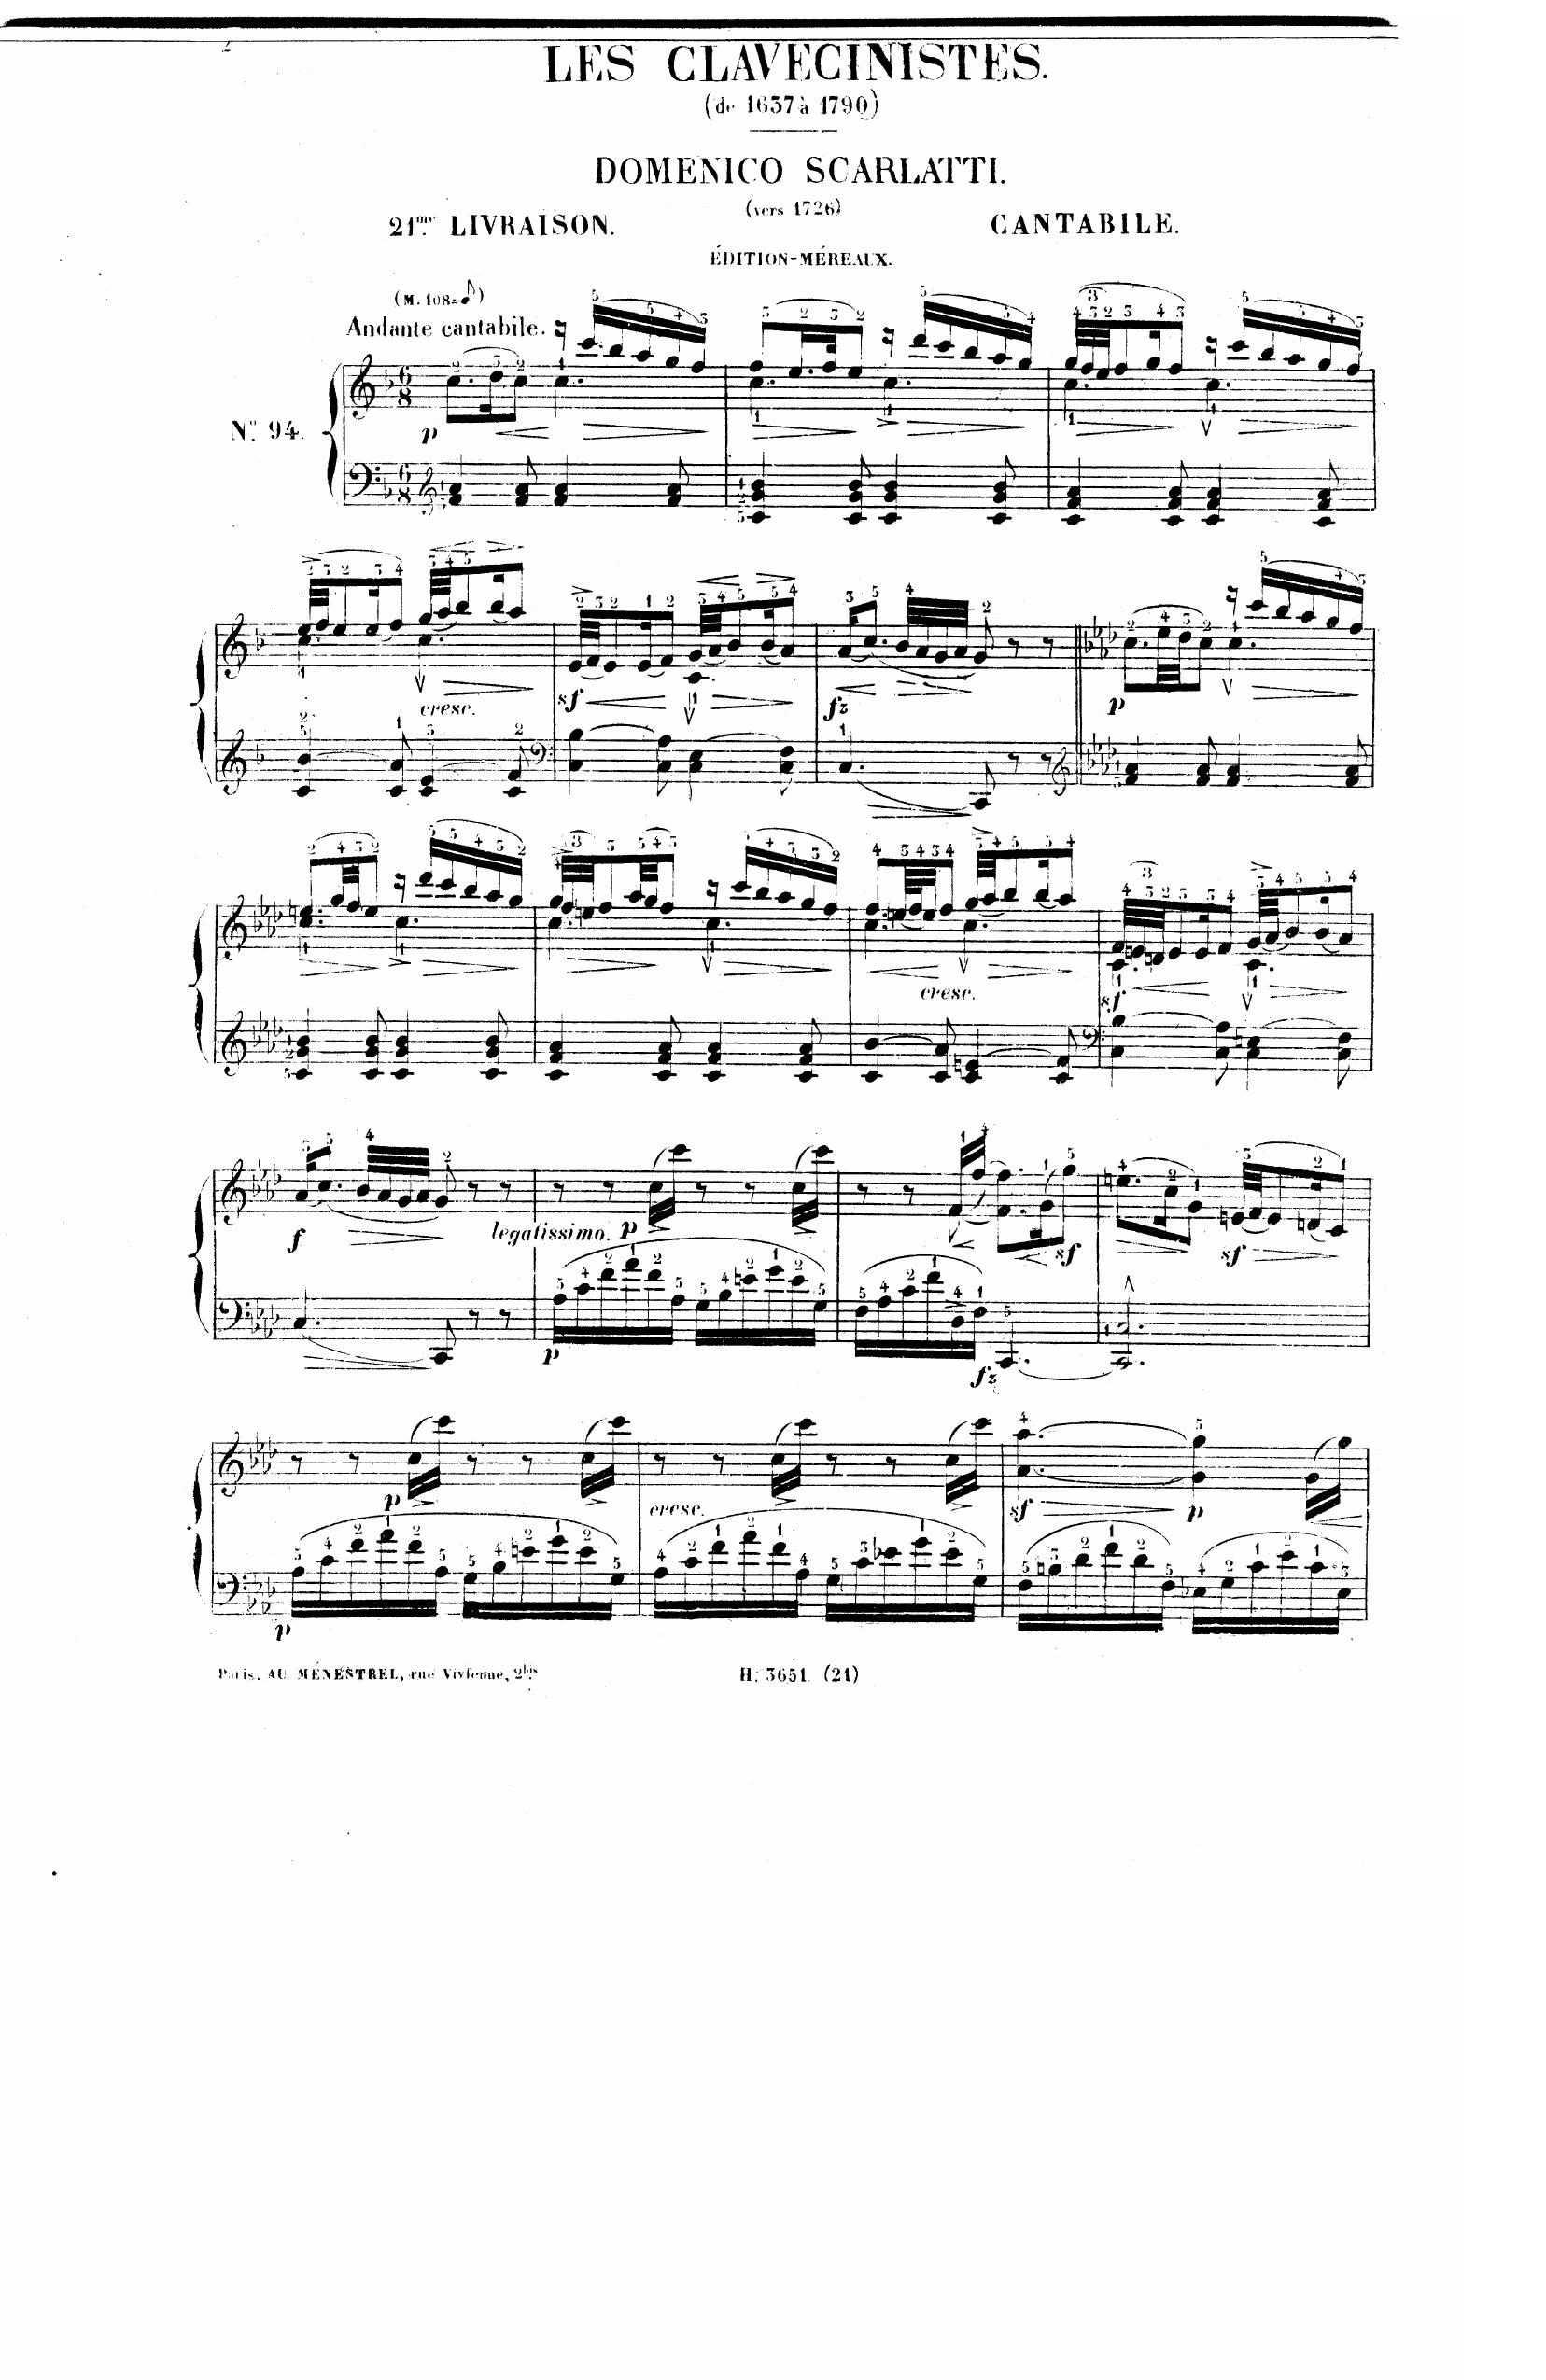 LES CLAVECINISTES.
(de 1637 à 1790)
DOMENICO SCARLATTI.
(vers 1726)
21me LIVRAISON.
CANTABILE.
ÉDITION-MÉREAUX.
(M. 108=♪)
Andante cantabile.
No. 94.
p
cresc.
sf
fz
p
cresc.
sf
f
legatissimo.
p
p
sf
sf
fz
p
cresc.
sf
p
p
Paris. AU MÉNESTREL, rue Vivienne, 2bis
H. 3651. (21)